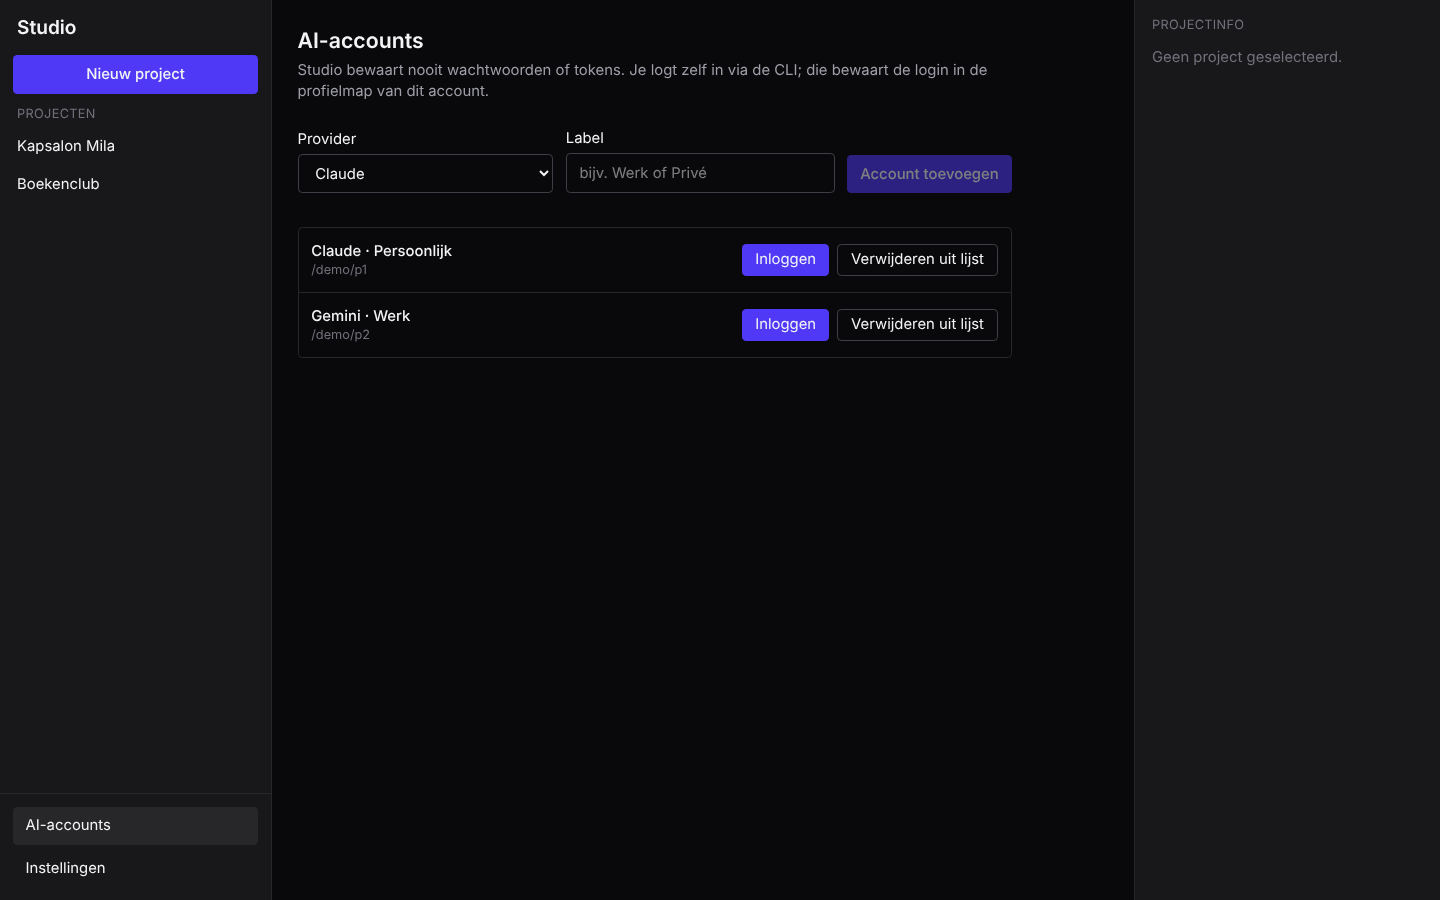 Studio
Nieuw project
PROJECTEN
Kapsalon Mila
Boekenclub
AI-accounts
Instellingen
AI-accounts
Studio bewaart nooit wachtwoorden of tokens. Je logt zelf in via de CLI; die bewaart de login in de
profielmap van dit account.
Provider
Claude
Label
bijv. Werk of Privé
Account toevoegen
Claude · Persoonlijk
/demo/p1
Inloggen
Verwijderen uit lijst
Gemini · Werk
/demo/p2
Inloggen
Verwijderen uit lijst
PROJECTINFO
Geen project geselecteerd.